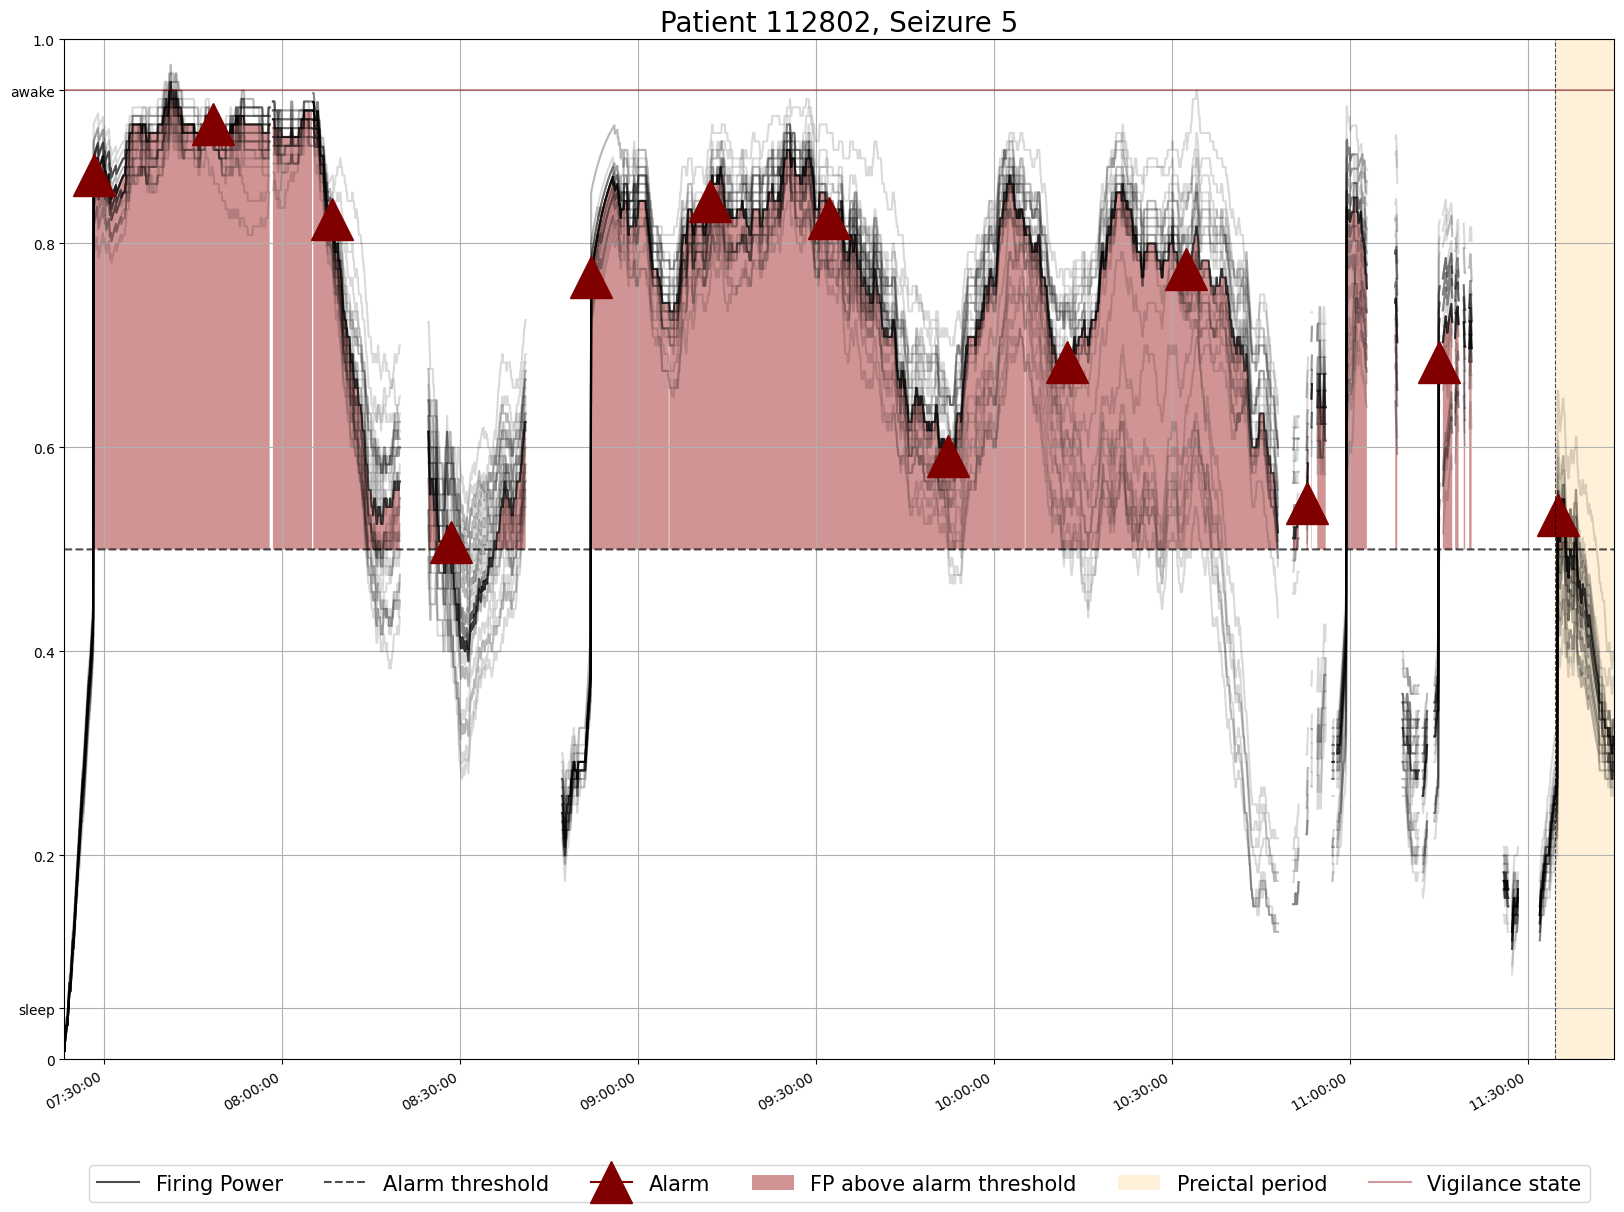 Patient 112802, Seizure 5
1.0
awake
0.8
0.6
0.5
0.4
0.2
sleep
0
07:30:00 08:00:00 08:30:00 09:00:00 09:30:00 10:00:00 10:30:00 11:00:00 11:30:00
Firing Power Alarm threshold Alarm FP above alarm threshold Preictal period Vigilance state